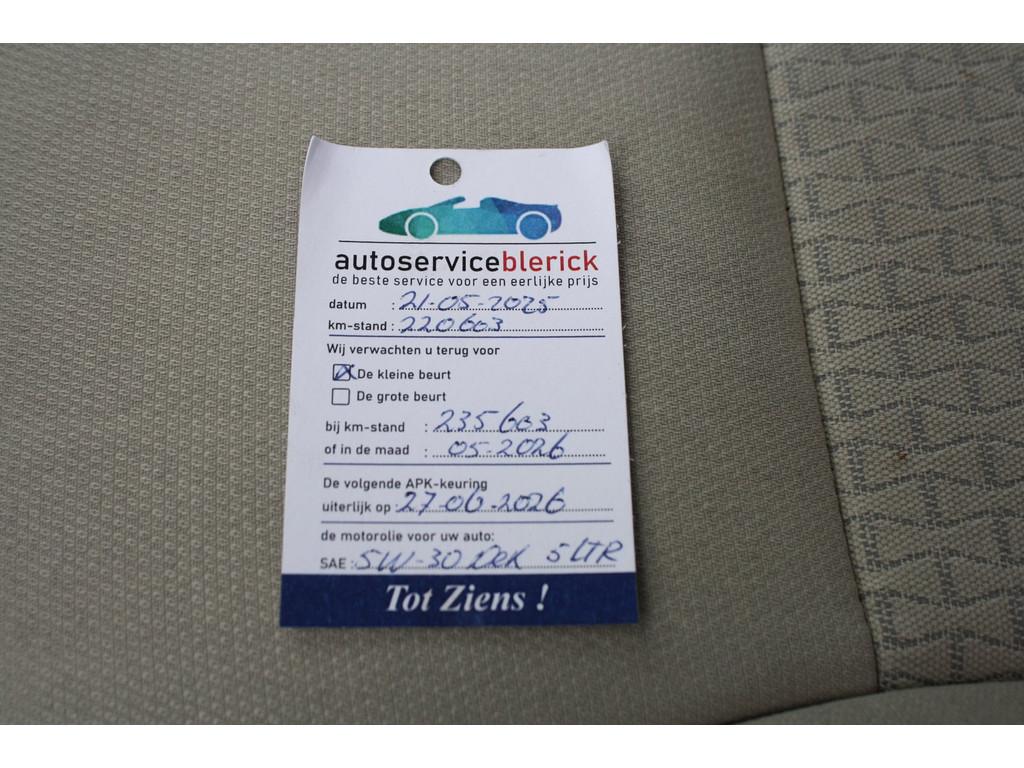 autoserviceblerick
de beste service voor een eerlijke prijs
datum : 21-05-2025
km-stand : 220603
Wij verwachten u terug voor
De kleine beurt
De grote beurt
bij km-stand : 235603
of in de maad : 05-2026
De volgende APK-keuring
uiterlijk op : 27-06-2026
de motorolie voor uw auto:
SAE : 5W-30 5 LTR
Tot Ziens !